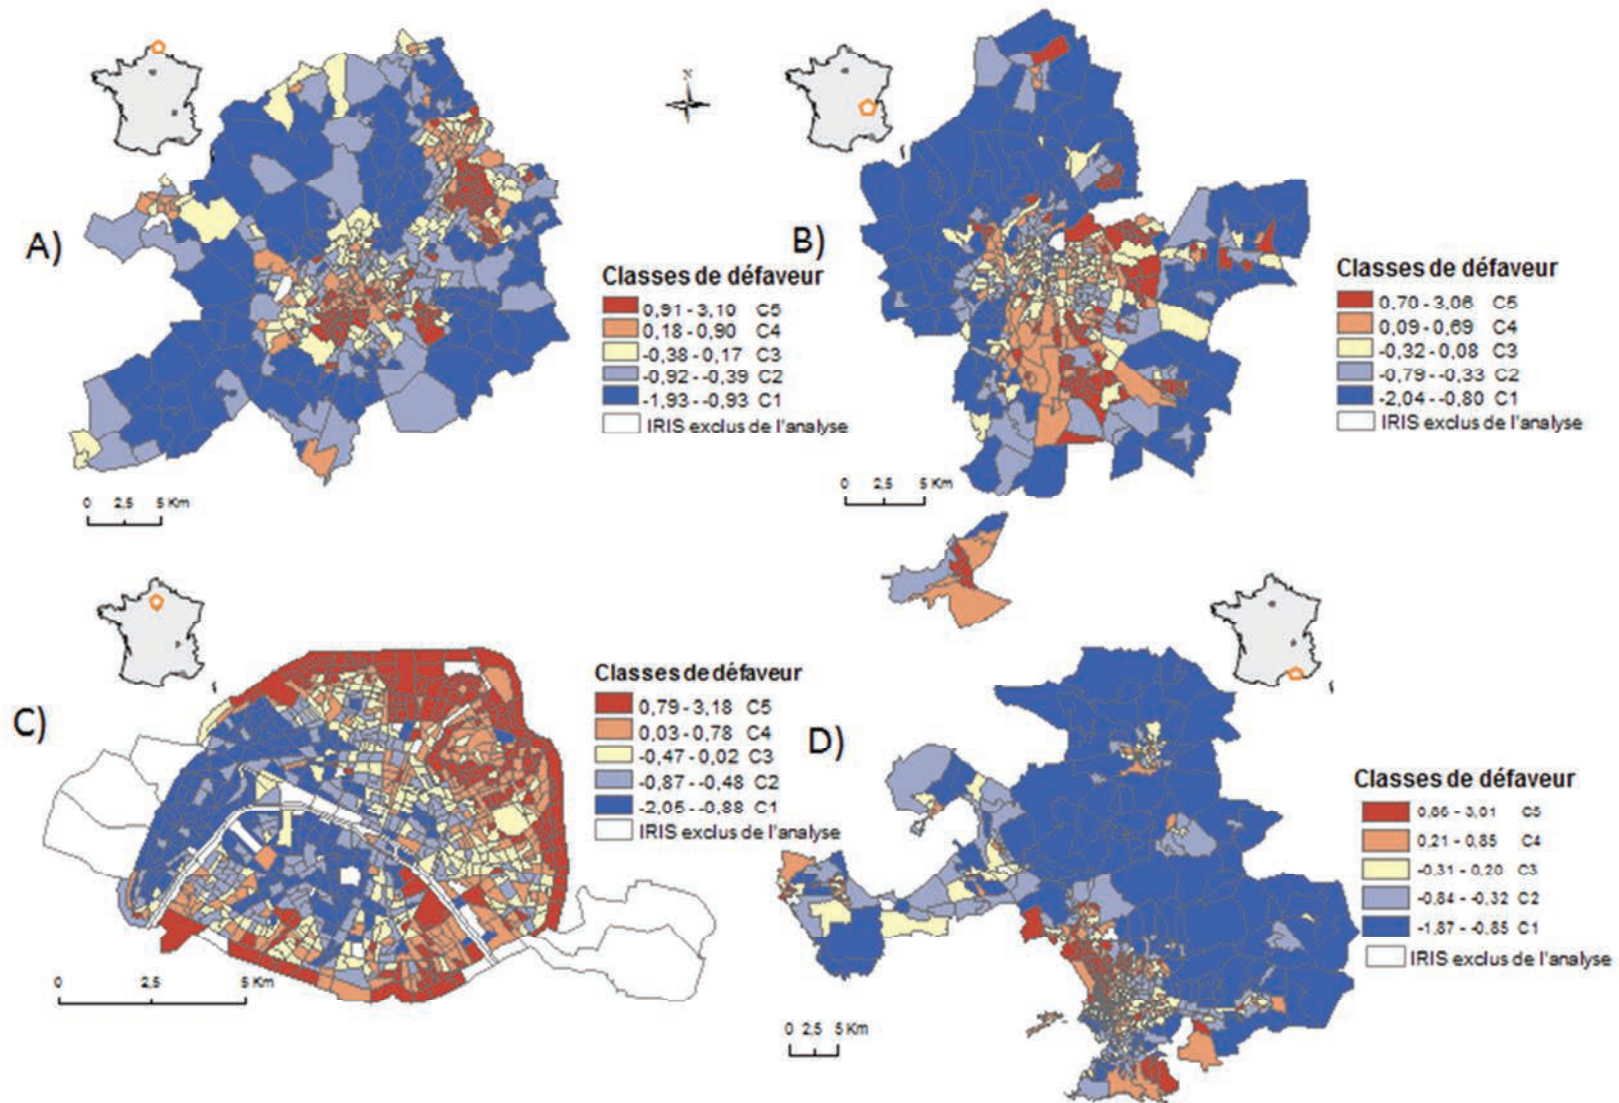 N
A)
Classes de défaveur
0,91 - 3,10 C5
0,18 - 0,90 C4
-0,38 - 0,17 C3
-0,92 - -0,39 C2
-1,93 - -0,93 C1
IRIS exclus de l'analyse
0 2,5 5 Km
B)
Classes de défaveur
0,70 - 3,06 C5
0,09 - 0,69 C4
-0,32 - 0,08 C3
-0,79 - -0,33 C2
-2,04 - -0,80 C1
IRIS exclus de l'analyse
0 2,5 5 Km
C)
Classes de défaveur
0,79 - 3,18 C5
0,03 - 0,78 C4
-0,47 - 0,02 C3
-0,87 - -0,48 C2
-2,05 - -0,88 C1
IRIS exclus de l'analyse
0 2,5 5 Km
D)
Classes de défaveur
0,86 - 3,01 C5
0,21 - 0,85 C4
-0,31 - 0,20 C3
-0,84 - -0,32 C2
-1,87 - -0,85 C1
IRIS exclus de l'analyse
0 2,5 5 Km